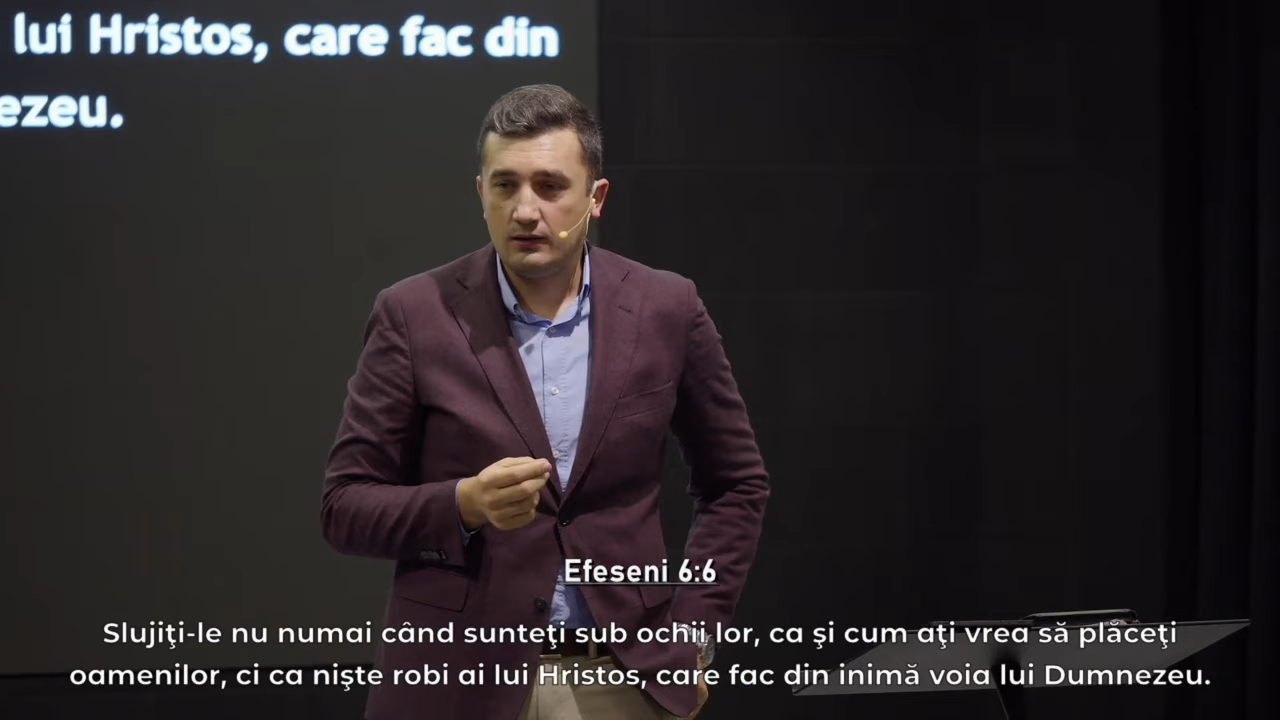 lui Hristos, care fac din
ezeu.
Efeseni 6:6
Slujiţi-le nu numai când sunteţi sub ochii lor, ca şi cum aţi vrea să plăceţi
oamenilor, ci ca nişte robi ai lui Hristos, care fac din inimă voia lui Dumnezeu.